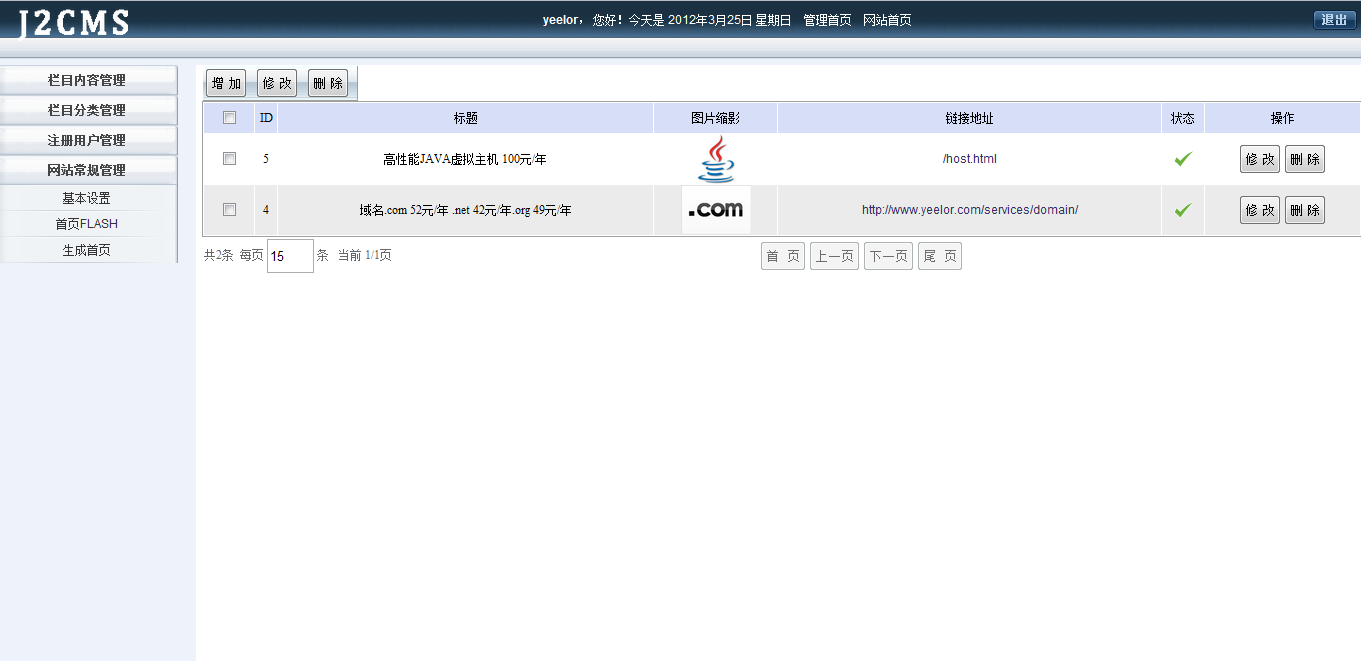 J2CMS
yeelor， 您好！今天是 2012年3月25日 星期日 管理首页 网站首页
退出
栏目内容管理
栏目分类管理
注册用户管理
网站常规管理
基本设置
首页FLASH
生成首页
增 加 修 改 删 除
ID 标题 图片缩影 链接地址 状态 操作
5 高性能JAVA虚拟主机 100元/年 /host.html 修 改 删 除
4 域名.com 52元/年 .net 42元/年.org 49元/年 .com http://www.yeelor.com/services/domain/ 修 改 删 除
共2条 每页 15 条 当前 1/1页 首 页 上一页 下一页 尾 页